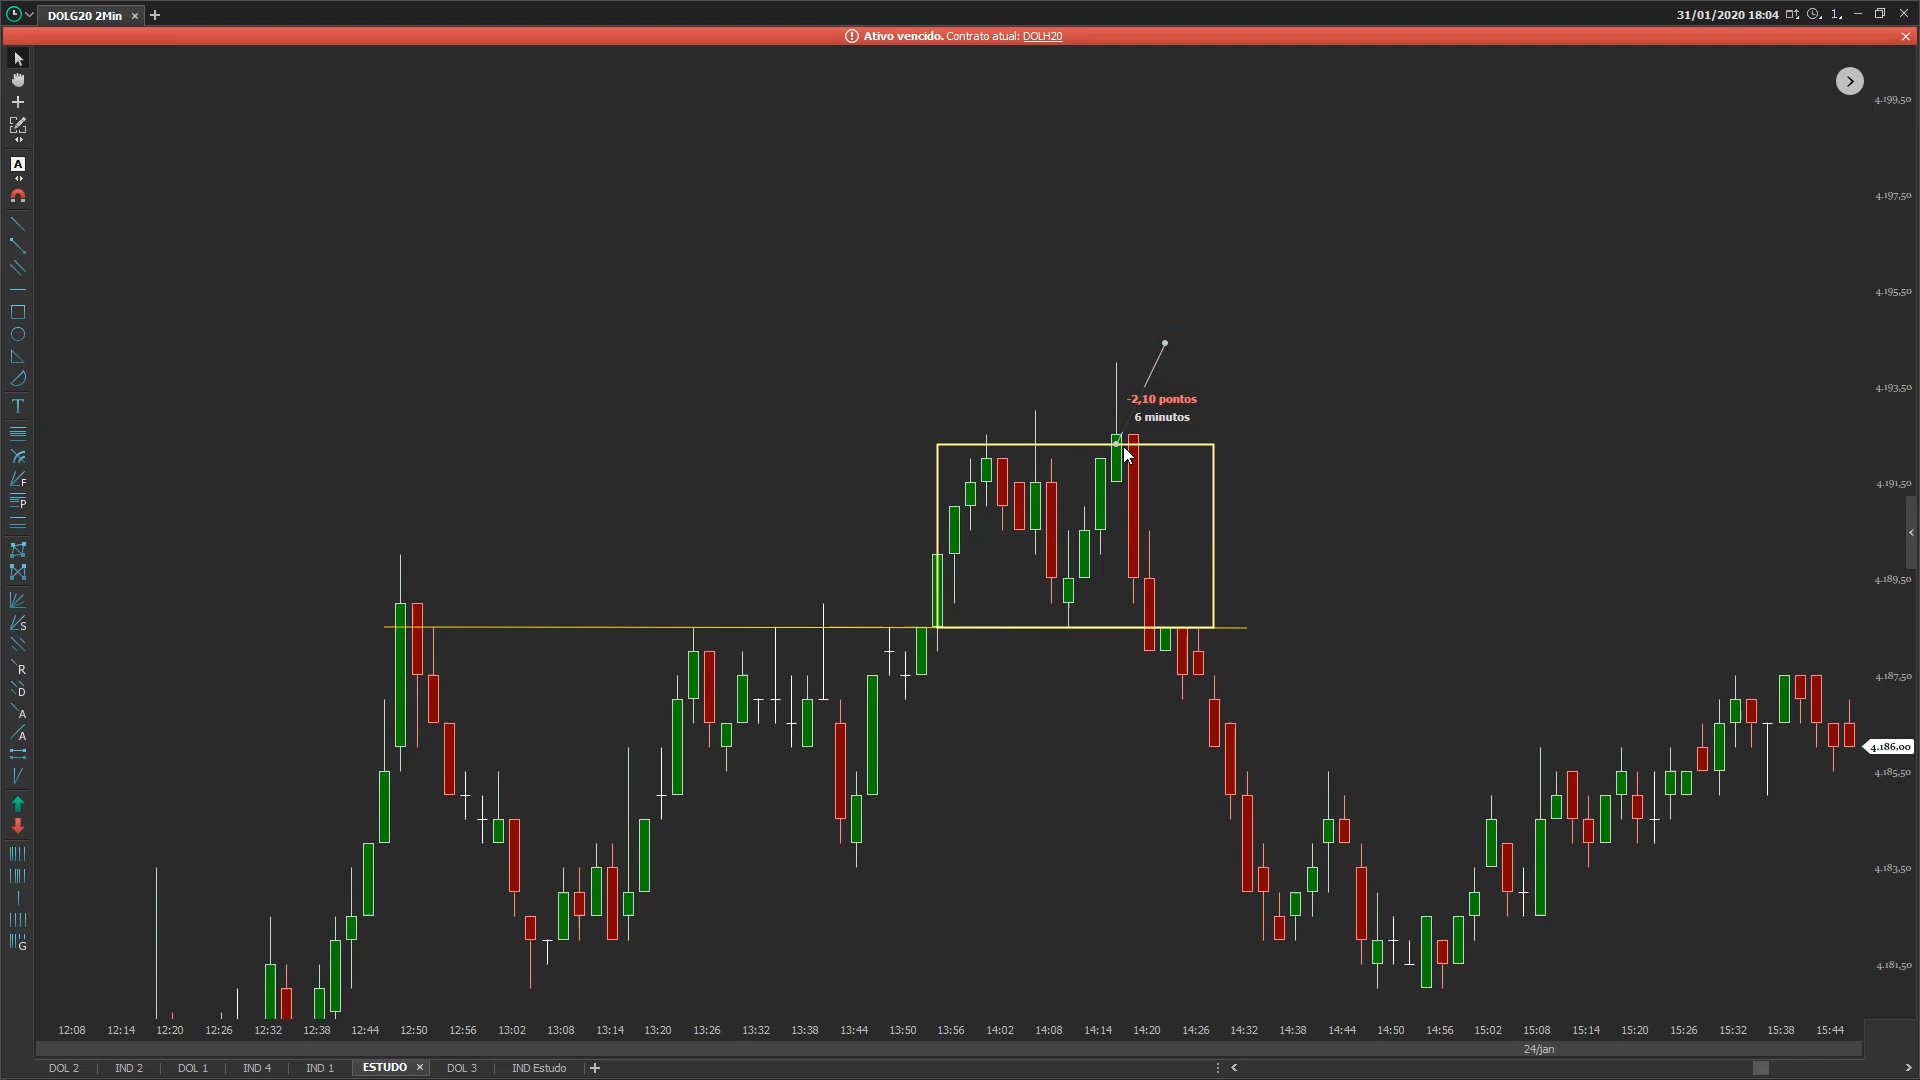 DOLG20 2Min
31/01/2020 18:04
1
Ativo vencido. Contrato atual: DOLH20
4.199,50
4.197,50
4.195,50
4.193,50
-2,10 pontos
6 minutos
4.191,50
4.189,50
4.187,50
4.186,00
4.185,50
4.183,50
4.181,50
A
T
F
P
S
R
D
A
A
G
12:08 12:14 12:20 12:26 12:32 12:38 12:44 12:50 12:56 13:02 13:08 13:14 13:20 13:26 13:32 13:38 13:44 13:50 13:56 14:02 14:08 14:14 14:20 14:26 14:32 14:38 14:44 14:50 14:56 15:02 15:08 15:14 15:20 15:26 15:32 15:38 15:44
24/jan
DOL 2 IND 2 DOL 1 IND 4 IND 1 ESTUDO DOL 3 IND Estudo